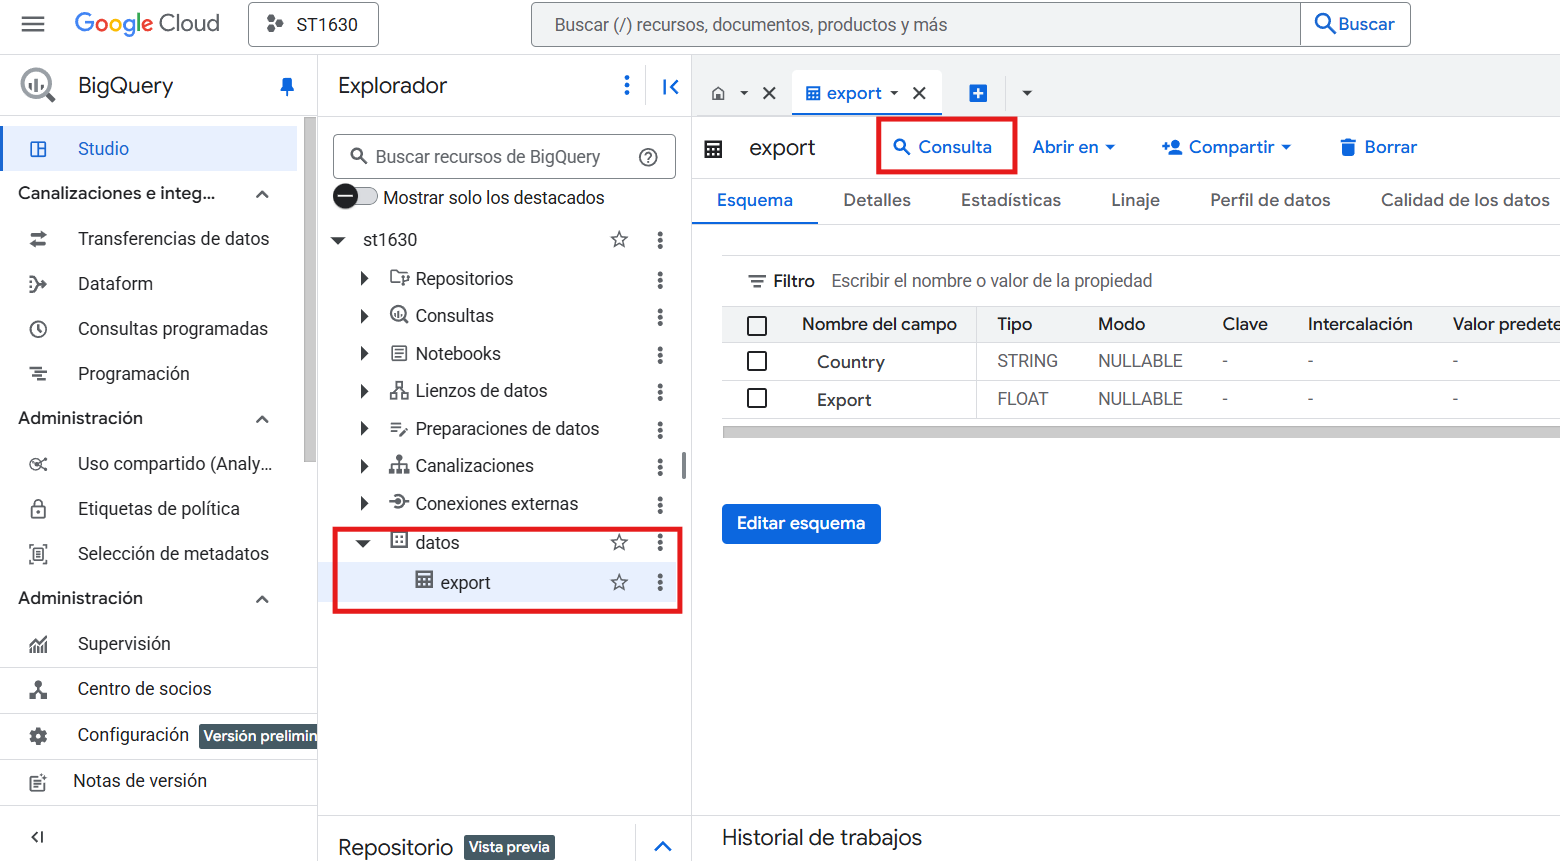 Google Cloud
ST1630
Buscar (/) recursos, documentos, productos y más
Buscar
BigQuery
Studio
Canalizaciones e integ...
Transferencias de datos
Dataform
Consultas programadas
Programación
Administración
Uso compartido (Analy...
Etiquetas de política
Selección de metadatos
Administración
Supervisión
Centro de socios
Configuración Versión prelimin
Notas de versión
Explorador
Buscar recursos de BigQuery
Mostrar solo los destacados
st1630
Repositorios
Consultas
Notebooks
Lienzos de datos
Preparaciones de datos
Canalizaciones
Conexiones externas
datos
export
Repositorio Vista previa
export
export Consulta Abrir en Compartir Borrar
Esquema Detalles Estadísticas Linaje Perfil de datos Calidad de los datos
Filtro Escribir el nombre o valor de la propiedad
Nombre del campo Tipo Modo Clave Intercalación Valor predete
Country STRING NULLABLE - - -
Export FLOAT NULLABLE - - -
Editar esquema
Historial de trabajos